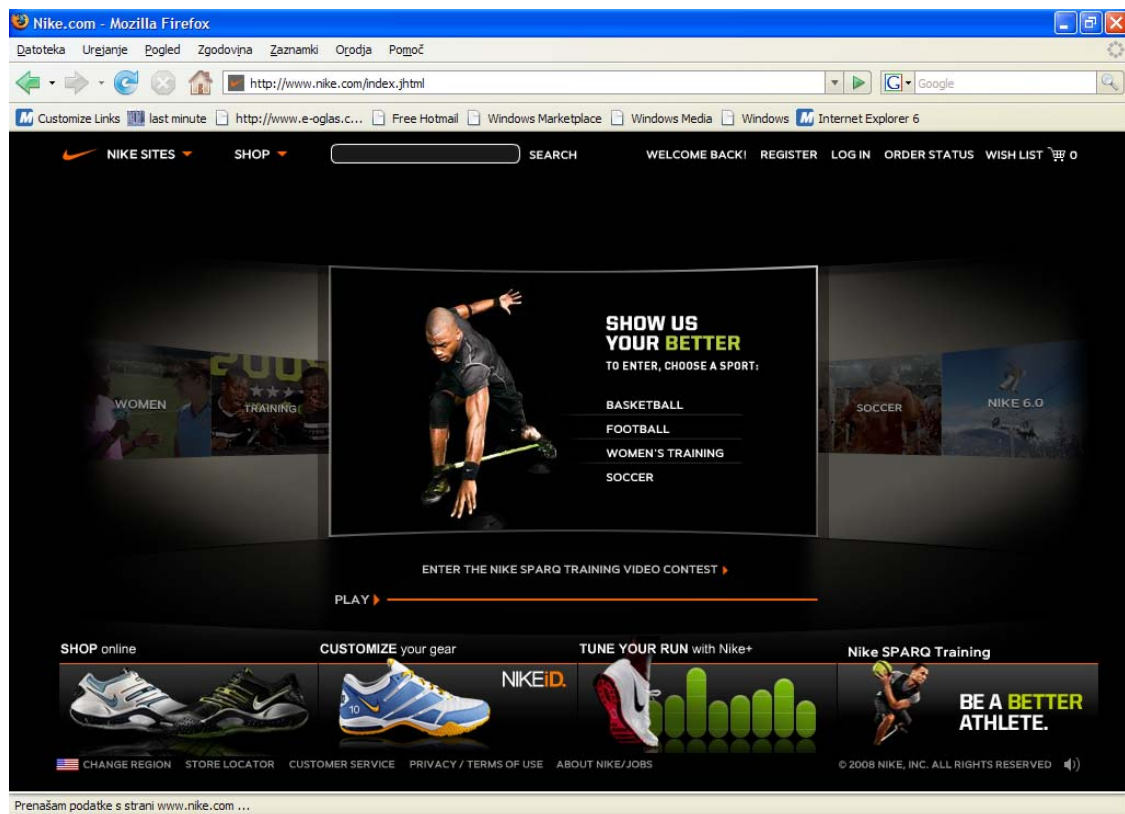 Nike.com - Mozilla Firefox
Datoteka Urejanje Pogled Zgodovina Zaznamki Orodja Pomoč
http://www.nike.com/index.jhtml G Google
Customize Links last minute http://www.e-oglas.c... Free Hotmail Windows Marketplace Windows Media Windows Internet Explorer 6
NIKE SITES SHOP SEARCH WELCOME BACK! REGISTER LOG IN ORDER STATUS WISH LIST 0
SHOW US
YOUR BETTER
TO ENTER, CHOOSE A SPORT:
WOMEN TRAINING BASKETBALL SOCCER NIKE 6.0
FOOTBALL
WOMEN'S TRAINING
SOCCER
ENTER THE NIKE SPARQ TRAINING VIDEO CONTEST
PLAY
SHOP online CUSTOMIZE your gear TUNE YOUR RUN with Nike+ Nike SPARQ Training
10 NIKEiD. BE A BETTER
ATHLETE.
CHANGE REGION STORE LOCATOR CUSTOMER SERVICE PRIVACY / TERMS OF USE ABOUT NIKE/JOBS © 2008 NIKE, INC. ALL RIGHTS RESERVED
Prenašam podatke s strani www.nike.com ...